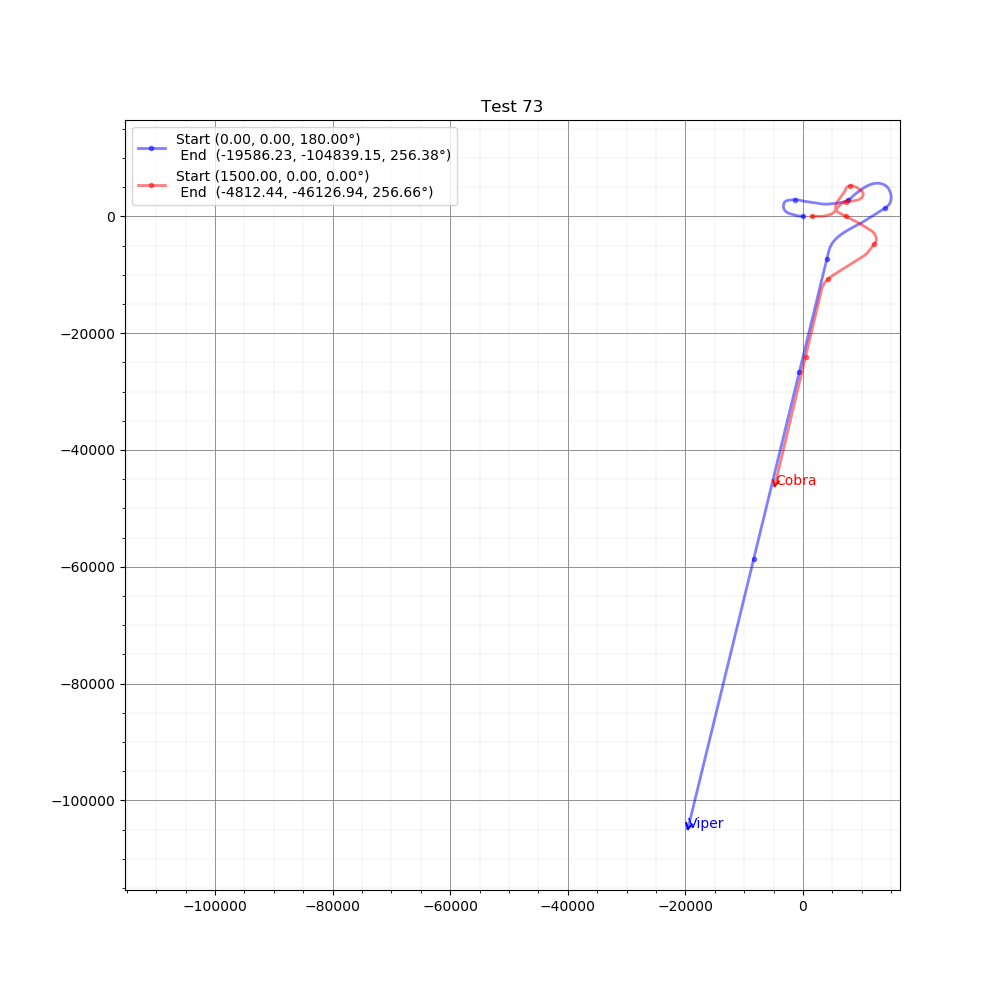 Test 73
Start (0.00, 0.00, 180.00°)
End  (-19586.23, -104839.15, 256.38°)
Start (1500.00, 0.00, 0.00°)
End  (-4812.44, -46126.94, 256.66°)
0
−20000
−40000
−60000
−80000
−100000
Cobra
Viper
−100000
−80000
−60000
−40000
−20000
0